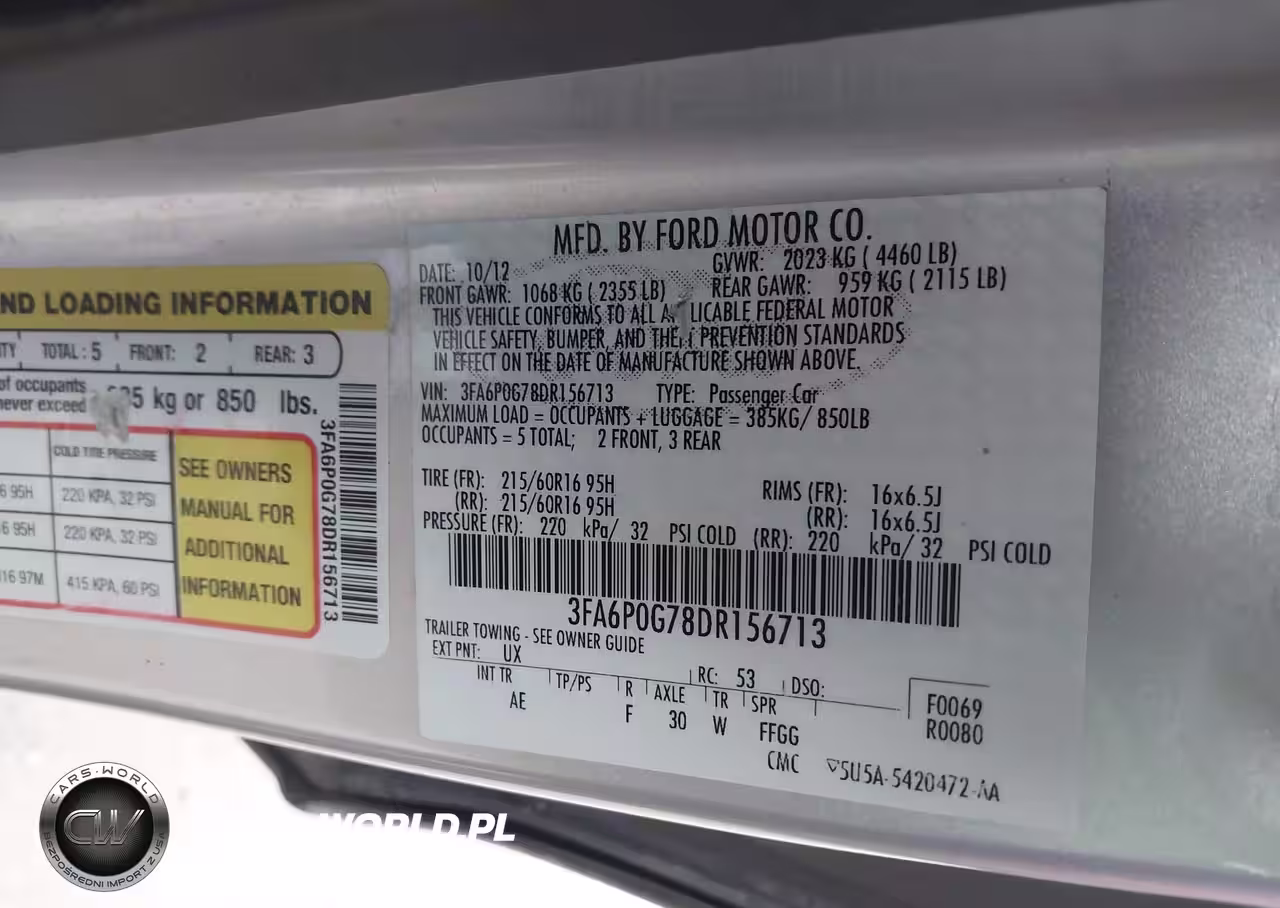 MFD. BY FORD MOTOR CO.
DATE: 10/12 GVWR: 2023 KG ( 4460 LB)
FRONT GAWR: 1068 KG ( 2355 LB) REAR GAWR: 959 KG ( 2115 LB)
THIS VEHICLE CONFORMS TO ALL A LICABLE FEDERAL MOTOR
VEHICLE SAFETY, BUMPER, AND THE PREVENTION STANDARDS
IN EFFECT ON THE DATE OF MANUFACTURE SHOWN ABOVE.
VIN: 3FA6P0G78DR156713 TYPE: Passenger Car
MAXIMUM LOAD = OCCUPANTS + LUGGAGE = 385KG/ 850LB
OCCUPANTS = 5 TOTAL; 2 FRONT, 3 REAR
TIRE (FR): 215/60R16 95H RIMS (FR): 16x6.5J
(RR): 215/60R16 95H (RR): 16x6.5J
PRESSURE (FR): 220 kPa/ 32 PSI COLD (RR): 220 kPa/ 32 PSI COLD
3FA6P0G78DR156713
TRAILER TOWING - SEE OWNER GUIDE
EXT PNT: UX RC: 53 DSO:
INT TR TP/PS R AXLE TR SPR F0069
AE F 30 W FFGG R0080
CMC 5U5A-5420472-AA
ND LOADING INFORMATION
ITY TOTAL : 5 FRONT: 2 REAR: 3
of occupants
never exceed 5 kg or 850 lbs.
COLD TIRE PRESSURE
6 95H 220 KPA, 32 PSI
6 95H 220 KPA, 32 PSI
16 97M 415 KPA, 60 PSI
SEE OWNERS
MANUAL FOR
ADDITIONAL
INFORMATION
3FA6P0G78DR156713
CARS-WORLD
CW
BEZPOŚREDNI IMPORT Z USA
WORLD.PL